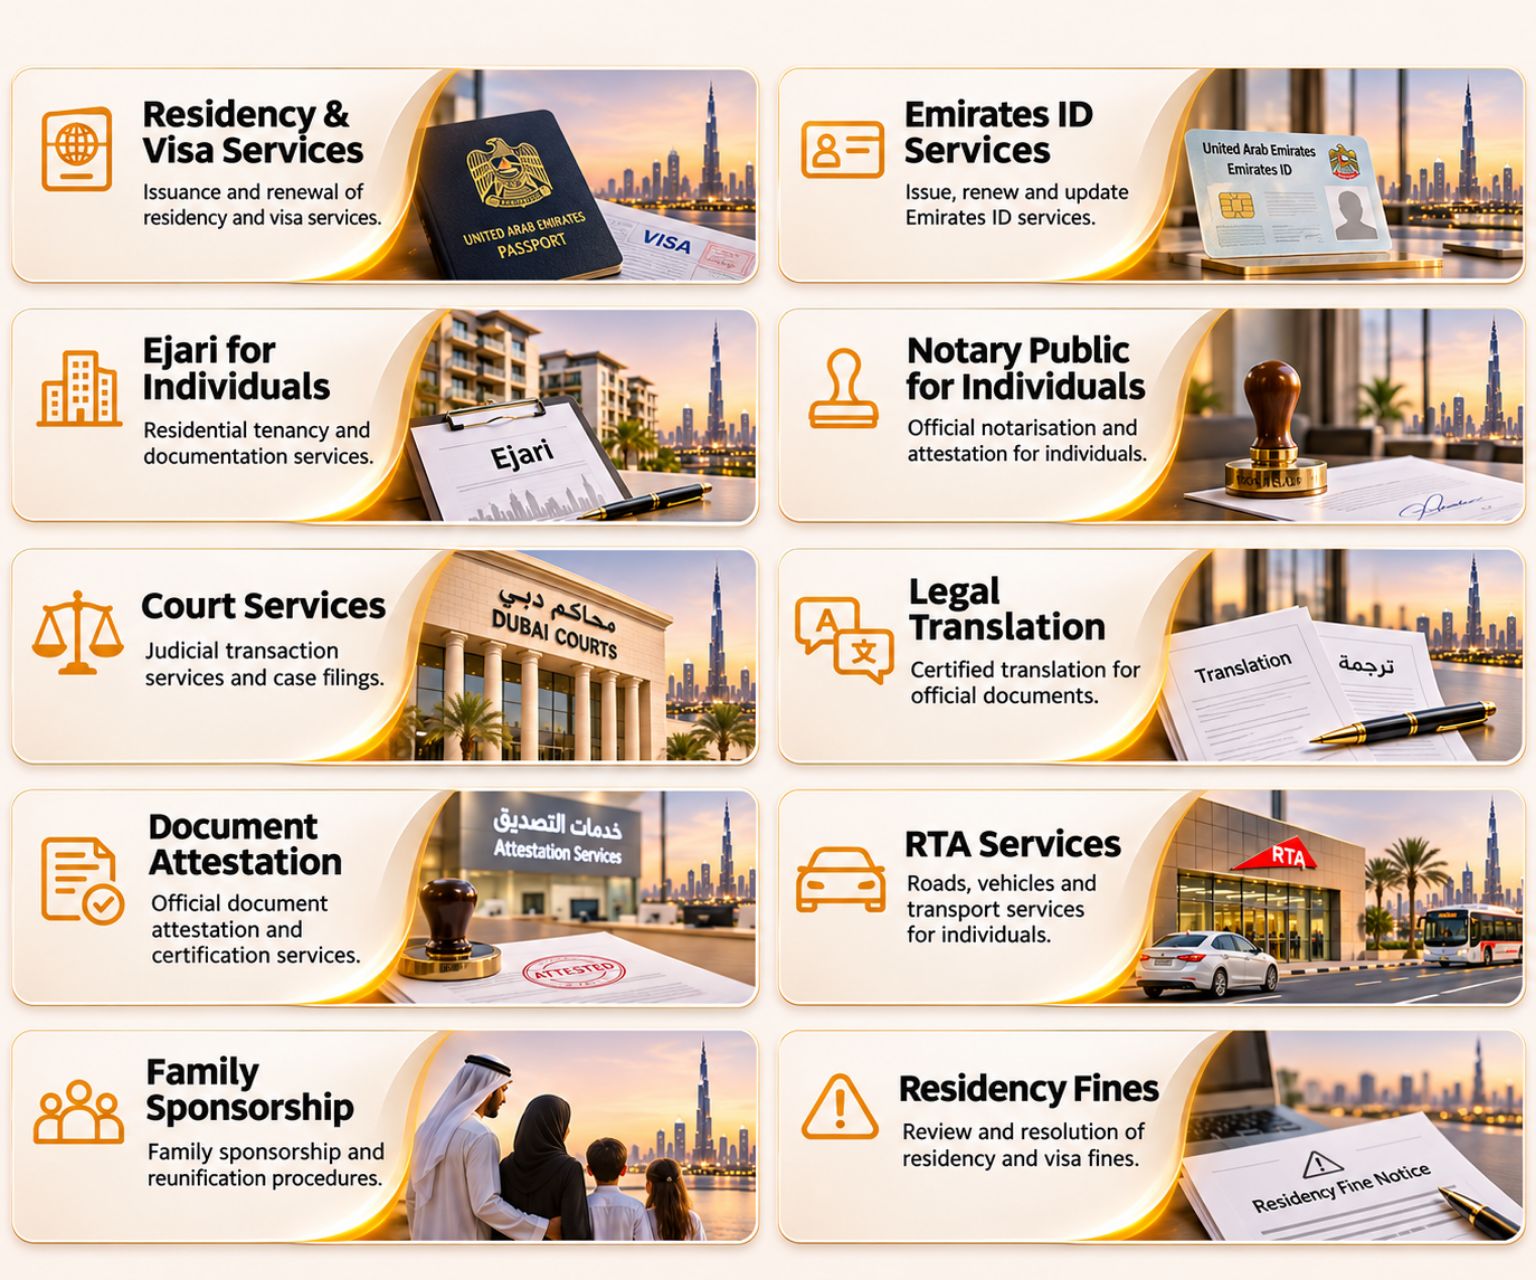 Residency &
Visa Services
Issuance and renewal of
residency and visa services.
UNITED ARAB EMIRATES
PASSPORT
VISA
Emirates ID
Services
Issue, renew and update
Emirates ID services.
United Arab Emirates
Emirates ID
Ejari for
Individuals
Residential tenancy and
documentation services.
Ejari
Notary Public
for Individuals
Official notarisation and
attestation for individuals.
Court Services
Judicial transaction
services and case filings.
محاكم دبي
DUBAI COURTS
Legal
Translation
Certified translation for
official documents.
A
文
Translation
ترجمة
Document
Attestation
Official document
attestation and
certification services.
خدمات التصديق
Attestation Services
ATTESTED
RTA Services
Roads, vehicles and
transport services
for individuals.
RTA
Family
Sponsorship
Family sponsorship and
reunification procedures.
Residency Fines
Review and resolution of
residency and visa fines.
Residency Fine Notice